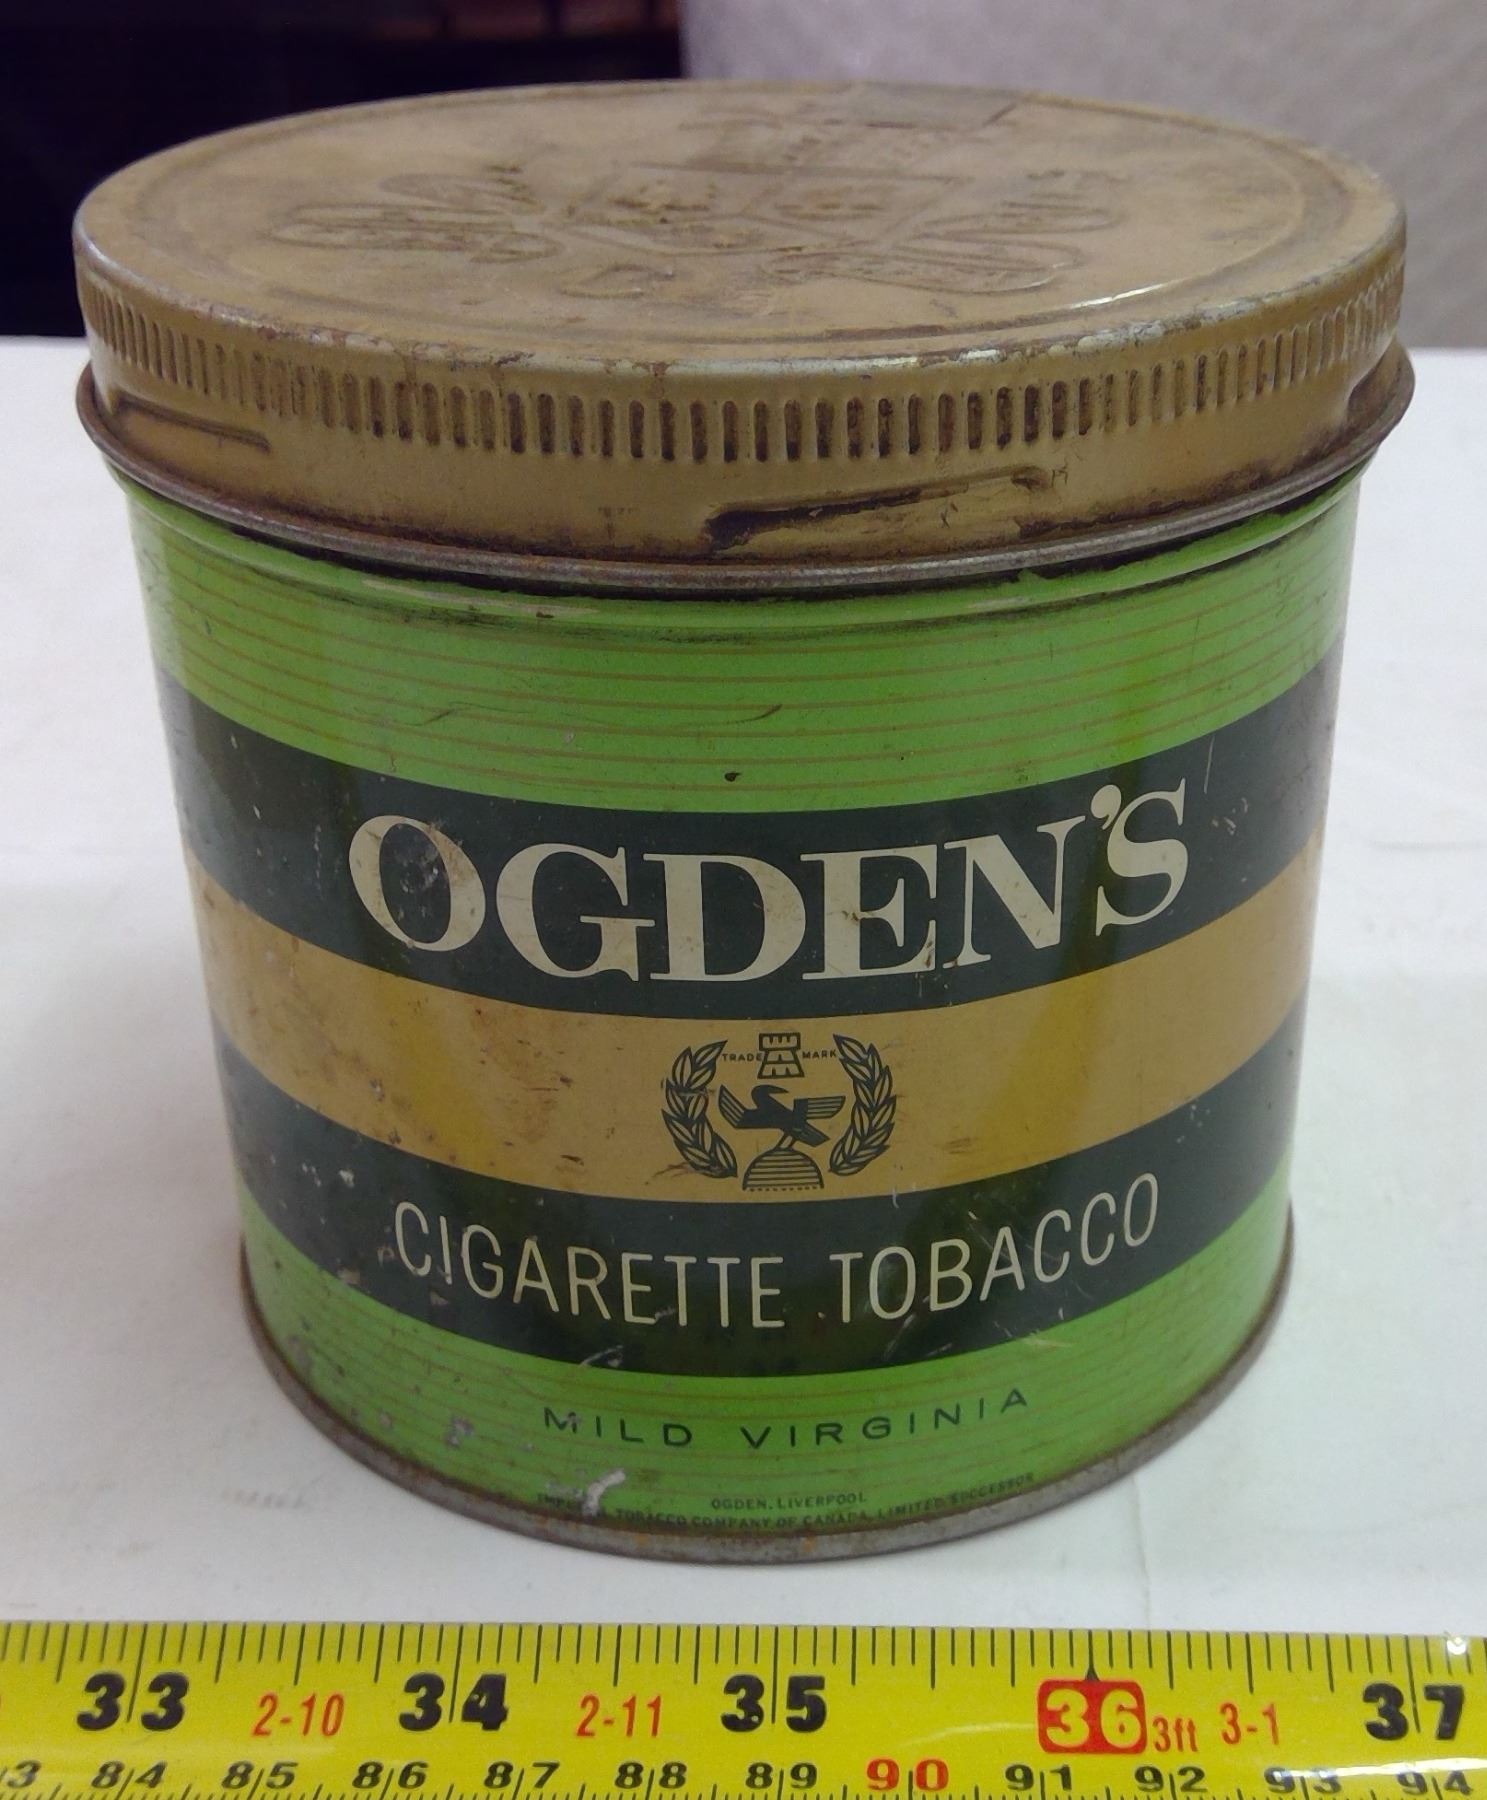 OGDEN'S
TRADE MARK
CIGARETTE TOBACCO
MILD VIRGINIA
OGDEN, LIVERPOOL
IMPERIAL TOBACCO COMPANY OF CANADA, LIMITED, SUCCESSOR
33 2-10 34 2-11 35 36 3ft 3-1 37
3 84 85 86 87 88 89 90 91 92 93 94